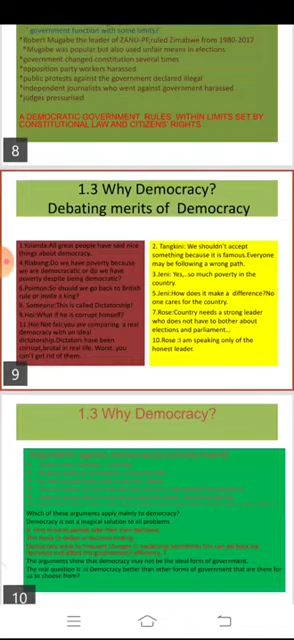 government function with some limits?
•Robert Mugabe the leader of ZANU-PF,ruled Zimabwe from 1980-2017
•Mugabe was popular but also used unfair means in elections
•government changed constitution several times
•opposition party workers harassed
•public protests against the government declared illegal
•independent journalists who went against government harassed
•judges pressurised
A DEMOCRATIC GOVERNMENT RULES WITHIN LIMITS SET BY
CONSTITUTIONAL LAW AND CITIZENS' RIGHTS
8
1.3 Why Democracy?
Debating merits of Democracy
1.Yolanda:All great people have said nice
things about democracy.
4.Riabang:Do we have poverty because
we are democratic or do we have
poverty despite being democratic?
6.Poimon:So should we go back to British
rule or invite a king?
8. Someone:This is called Dictatorship!
9.Hoi:What if he is corrupt himself?
11.Hoi:Not fair,you are comparing a real
democracy with an ideal
dictatorship.Dictators have been
corrupt,brutal in real life. Worst..you
can't get rid of them.
2. Tangkini: We shouldn't accept
something because it is famous.Everyone
may be following a wrong path.
3.Jeni: Yes,..so much poverty in the
country.
5.Jeni:How does it make a difference?No
one cares for the country.
7.Rose:Country needs a strong leader
who does not have to bother about
elections and parliament...
10.Rose :I am speaking only of the
honest leader.
9
1.3 Why Democracy?
Which of these arguments apply mainly to democracy?
Democracy is not a magical solution to all problems
The arguments show that democracy may not be the ideal form of government.
The real question is :is Democracy better then other forms of government that are there for
us to choose from?
10